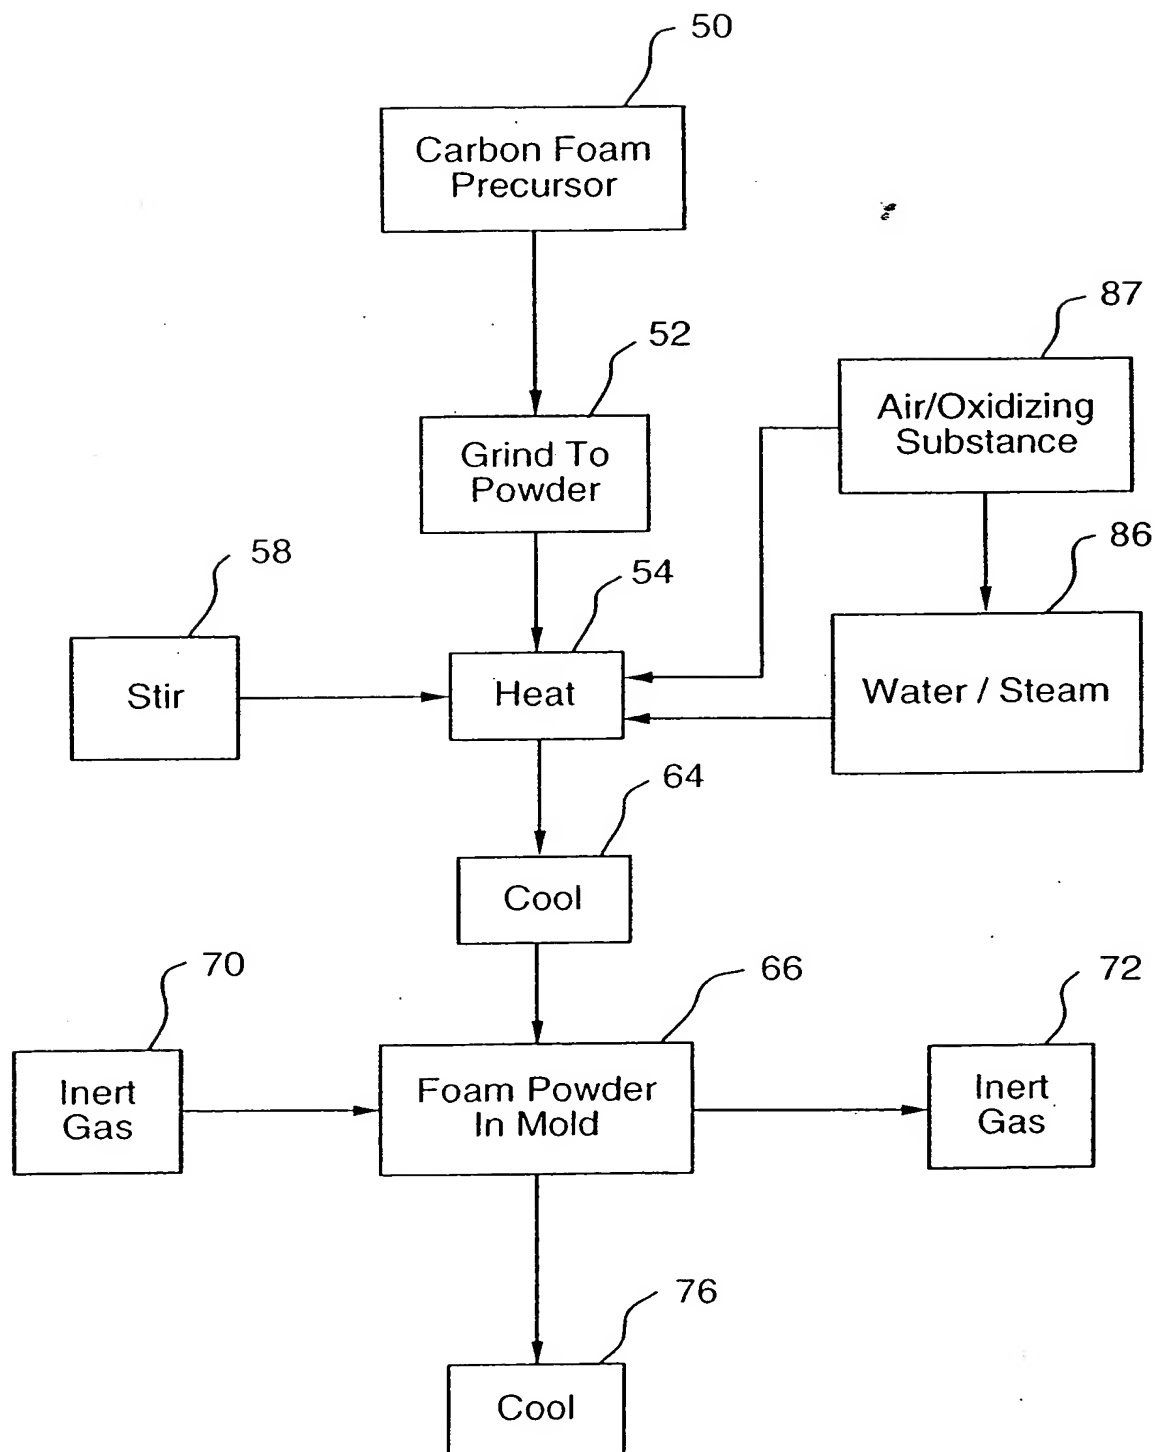 50
Carbon Foam
Precursor
87
52
Air/Oxidizing
Substance
Grind To
Powder
86
58
54
Stir
Heat
Water / Steam
64
Cool
70
66
72
Inert
Gas
Foam Powder
In Mold
Inert
Gas
76
Cool